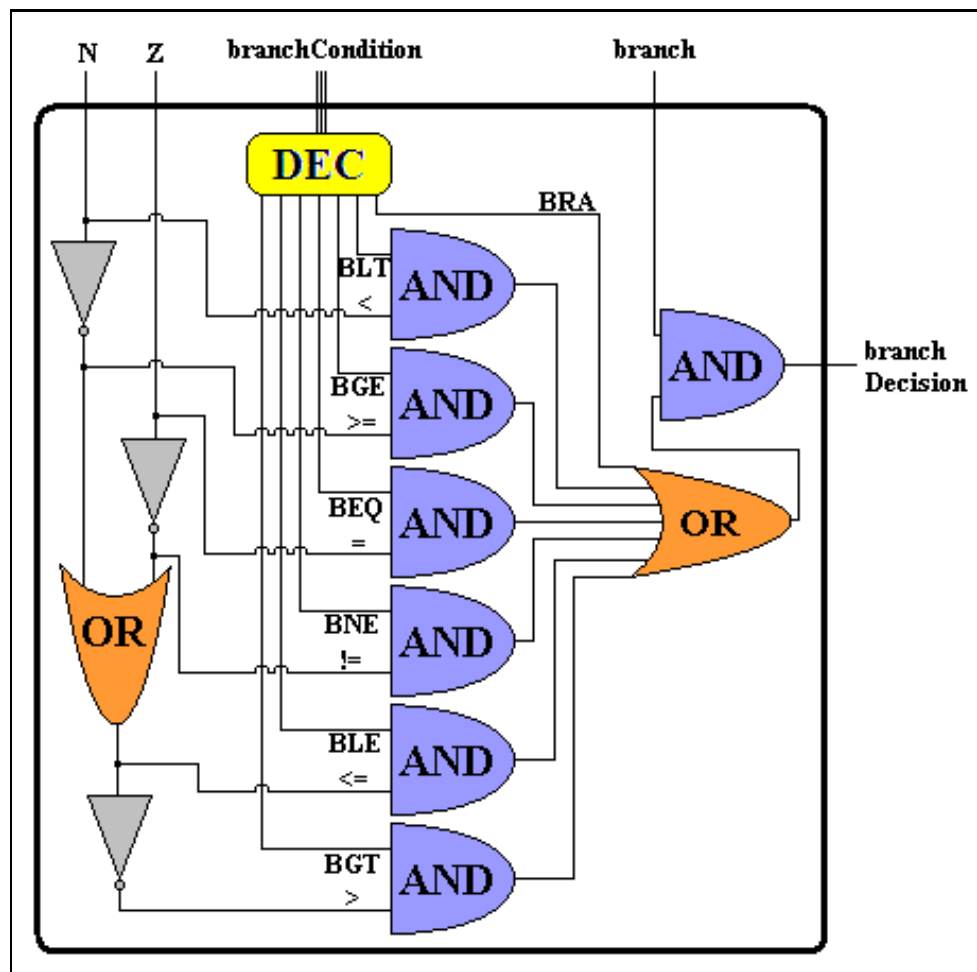 N Z branchCondition branch
DEC
BRA
BLT
<
AND
BGE
>=
AND
BEQ
=
AND
BNE
!=
AND
BLE
<=
AND
BGT
>
AND
OR
OR
AND
branch
Decision